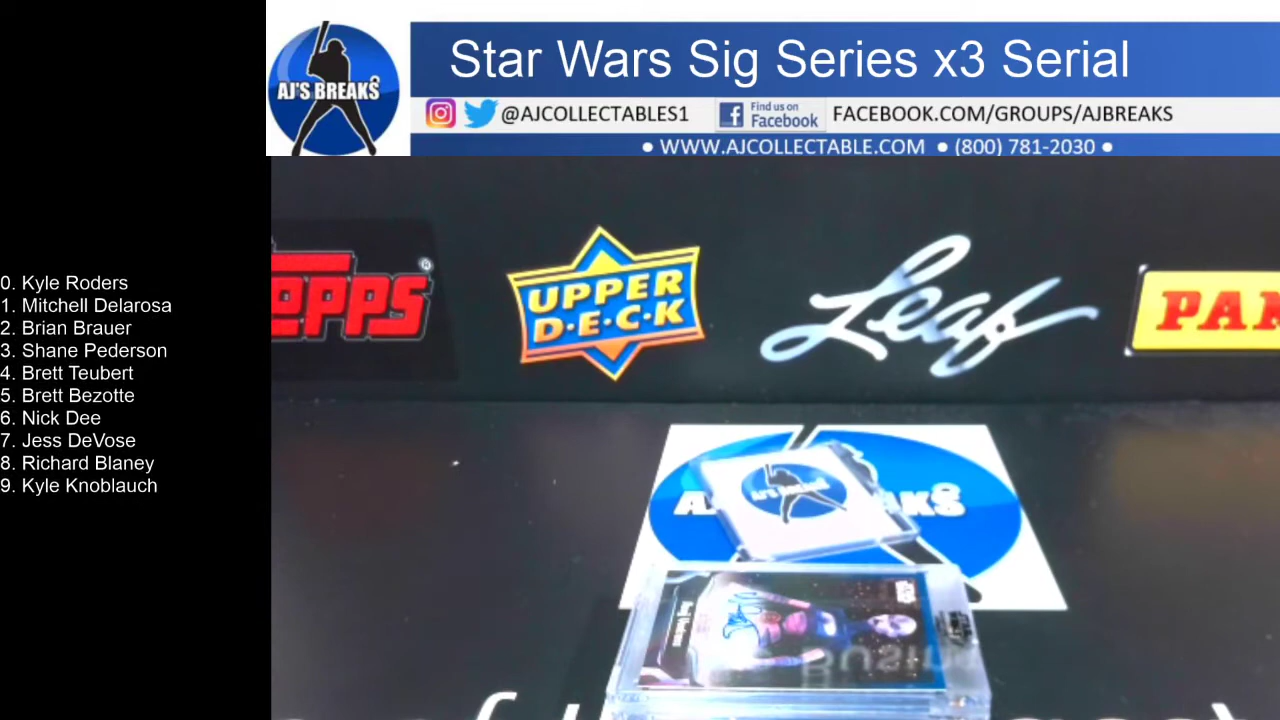 AJ'S BREAKS
Star Wars Sig Series x3 Serial
@AJCOLLECTABLES1
Find us on
Facebook
FACEBOOK.COM/GROUPS/AJBREAKS
• WWW.AJCOLLECTABLE.COM • (800) 781-2030 •
0. Kyle Roders
1. Mitchell Delarosa
2. Brian Brauer
3. Shane Pederson
4. Brett Teubert
5. Brett Bezotte
6. Nick Dee
7. Jess DeVose
8. Richard Blaney
9. Kyle Knoblauch
UPPER
D·E·C·K
Leaf